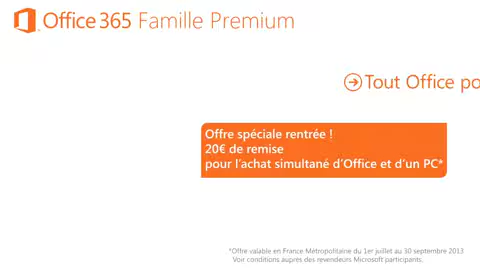 Office 365 Famille Premium
Tout Office po
Offre spéciale rentrée !
20€ de remise
pour l'achat simultané d'Office et d'un PC*
*Offre valable en France Métropolitaine du 1er juillet au 30 septembre 2013
Voir conditions auprès des revendeurs Microsoft participants.